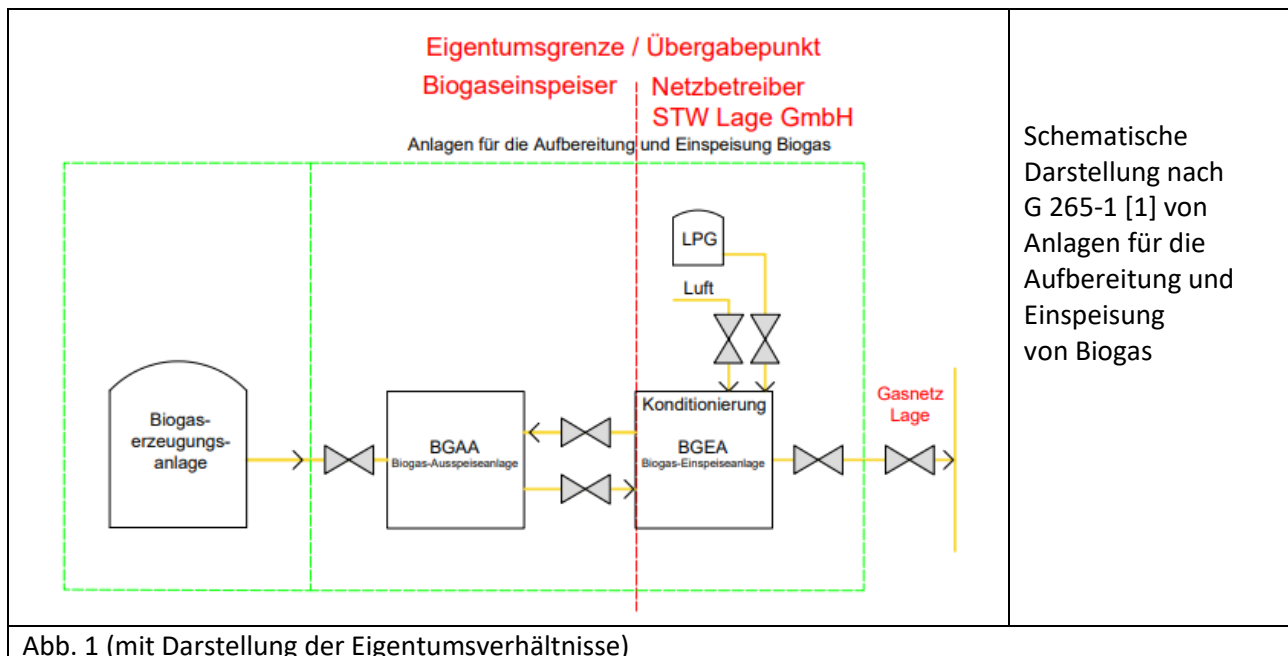 Eigentumsgrenze / Übergabepunkt
Biogaseinspeiser
Netzbetreiber
STW Lage GmbH
Anlagen für die Aufbereitung und Einspeisung Biogas
LPG
Luft
Biogas-
erzeugungs-
anlage
BGAA
Biogas-Ausspeiseanlage
Konditionierung
BGEA
Biogas-Einspeiseanlage
Gasnetz
Lage
Schematische
Darstellung nach
G 265-1 [1] von
Anlagen für die
Aufbereitung und
Einspeisung
von Biogas
Abb. 1 (mit Darstellung der Eigentumsverhältnisse)